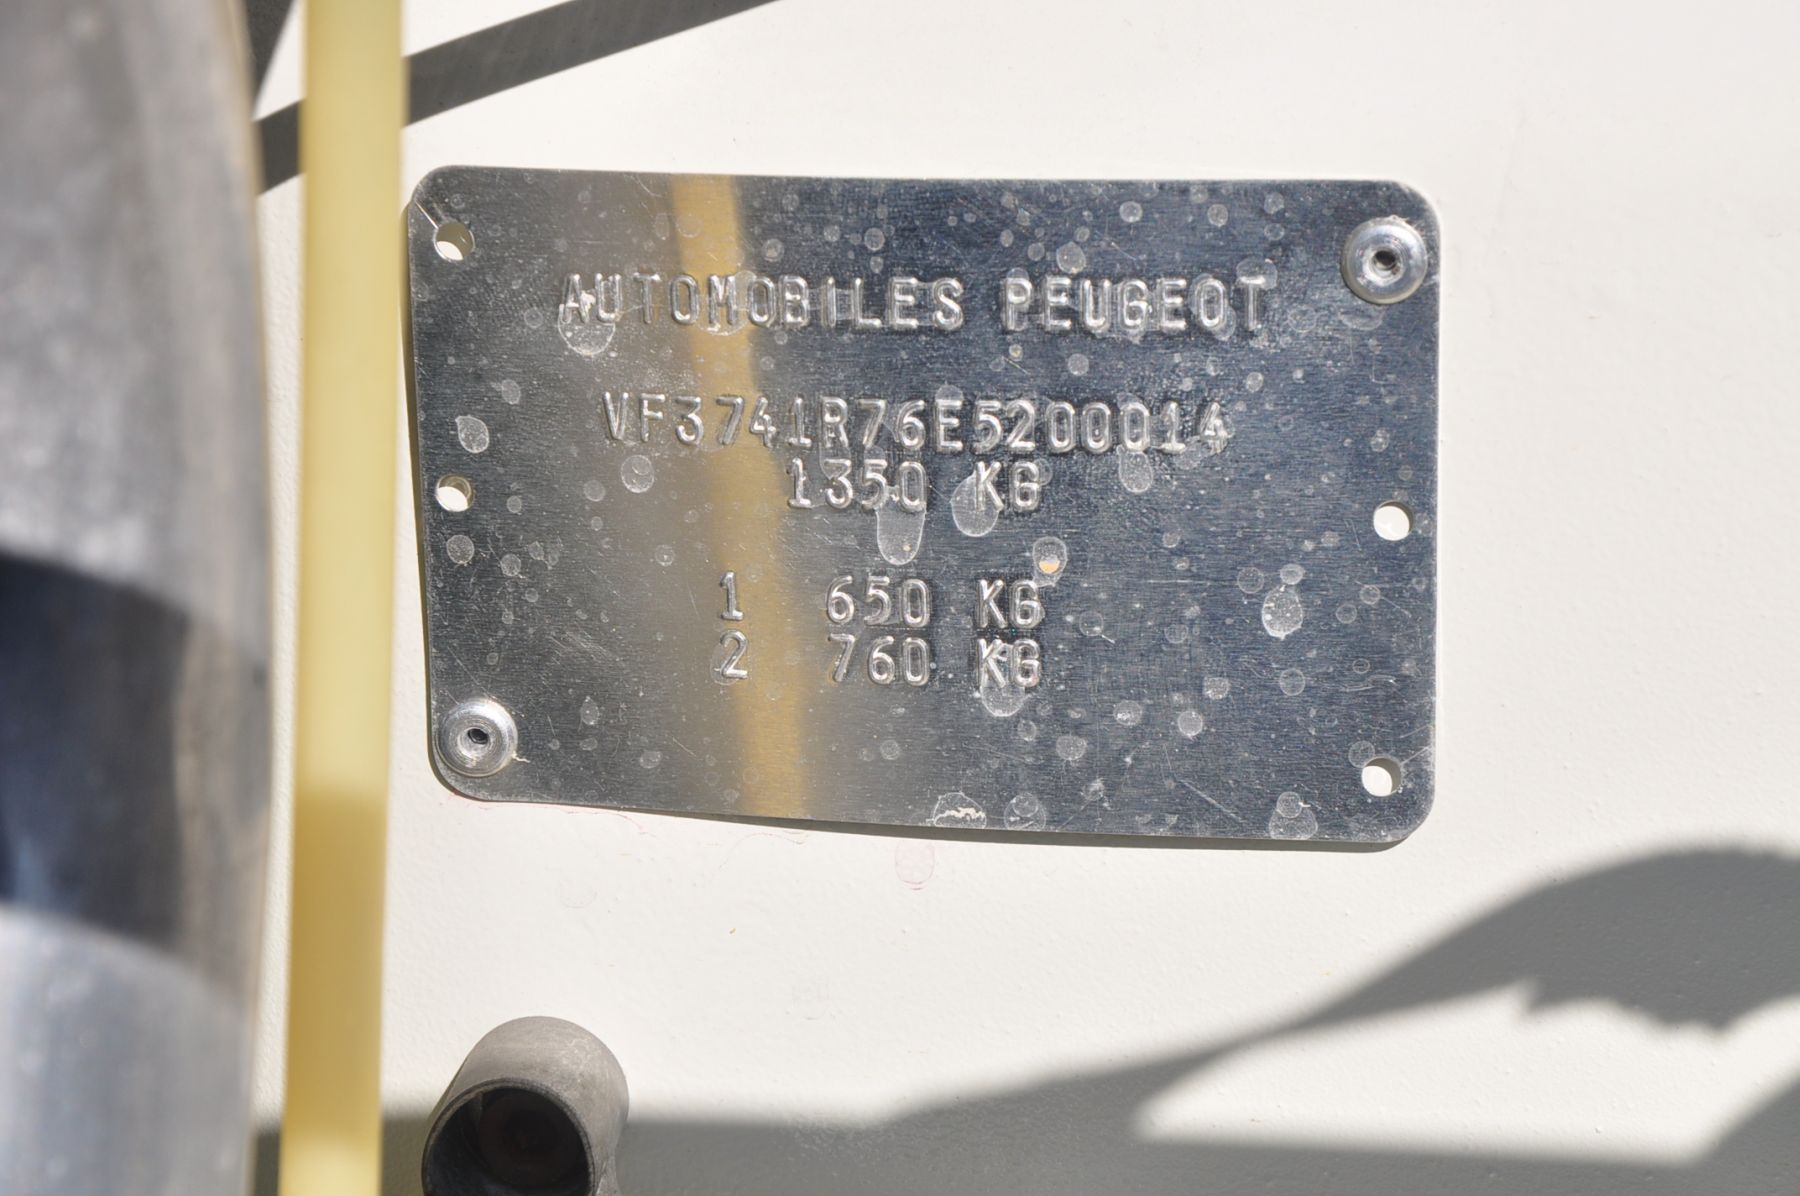 AUTOMOBILES PEUGEOT
VF3741R76E5200014
1350 KG
1 650 KG
2 760 KG